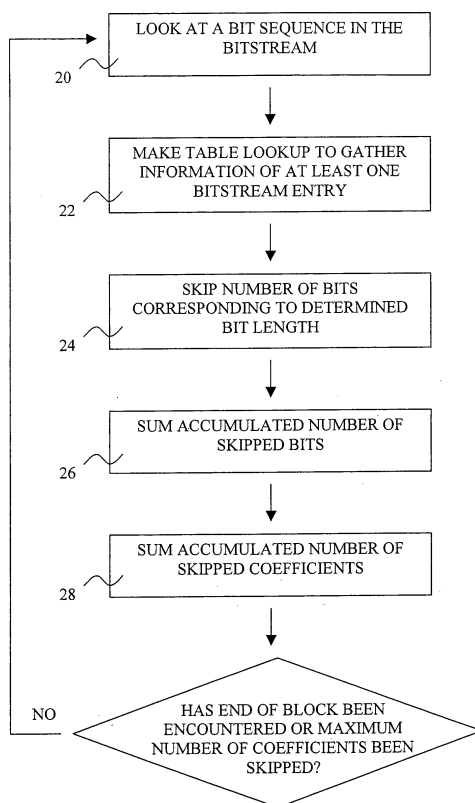 LOOK AT A BIT SEQUENCE IN THE
BITSTREAM
20
MAKE TABLE LOOKUP TO GATHER
INFORMATION OF AT LEAST ONE
BITSTREAM ENTRY
22
SKIP NUMBER OF BITS
CORRESPONDING TO DETERMINED
BIT LENGTH
24
SUM ACCUMULATED NUMBER OF
SKIPPED BITS
26
SUM ACCUMULATED NUMBER OF
SKIPPED COEFFICIENTS
28
NO
HAS END OF BLOCK BEEN
ENCOUNTERED OR MAXIMUM
NUMBER OF COEFFICIENTS BEEN
SKIPPED?